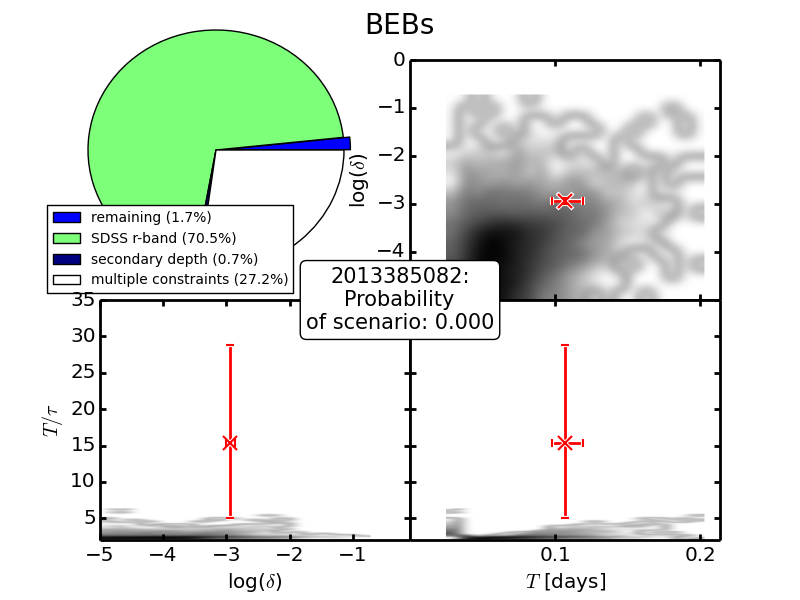 BEBs
remaining (1.7%)
SDSS r-band (70.5%)
secondary depth (0.7%)
multiple constraints (27.2%)
0
−1
−2
−3
−4
log(δ)
2013385082:
Probability
of scenario: 0.000
35
30
25
20
15
10
5
T/τ
−5 −4 −3 −2 −1
log(δ)
0.1 0.2
T [days]